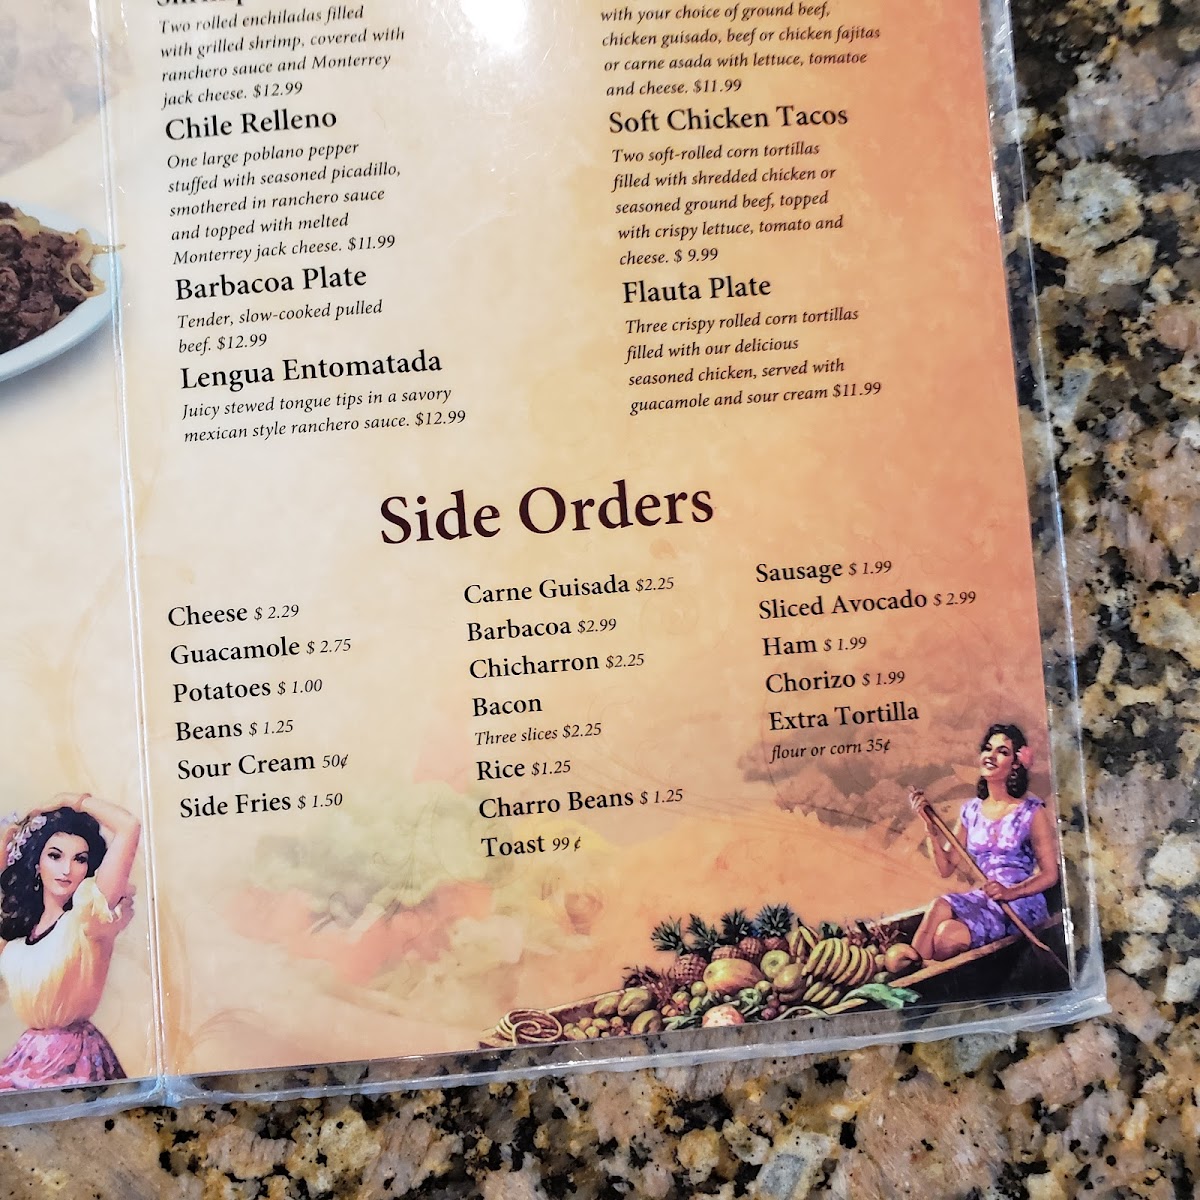 Two rolled enchiladas filled
with grilled shrimp, covered with
ranchero sauce and Monterrey
jack cheese. $12.99
Chile Relleno
One large poblano pepper
stuffed with seasoned picadillo,
smothered in ranchero sauce
and topped with melted
Monterrey jack cheese. $11.99
Barbacoa Plate
Tender, slow-cooked pulled
beef. $12.99
Lengua Entomatada
Juicy stewed tongue tips in a savory
mexican style ranchero sauce. $12.99
with your choice of ground beef,
chicken guisado, beef or chicken fajitas
or carne asada with lettuce, tomatoe
and cheese. $11.99
Soft Chicken Tacos
Two soft-rolled corn tortillas
filled with shredded chicken or
seasoned ground beef, topped
with crispy lettuce, tomato and
cheese. $ 9.99
Flauta Plate
Three crispy rolled corn tortillas
filled with our delicious
seasoned chicken, served with
guacamole and sour cream $11.99
Side Orders
Cheese $ 2.29
Guacamole $ 2.75
Potatoes $ 1.00
Beans $ 1.25
Sour Cream 50¢
Side Fries $ 1.50
Carne Guisada $2.25
Barbacoa $2.99
Chicharron $2.25
Bacon
Three slices $2.25
Rice $1.25
Charro Beans $ 1.25
Toast 99 ¢
Sausage $ 1.99
Sliced Avocado $ 2.99
Ham $ 1.99
Chorizo $ 1.99
Extra Tortilla
flour or corn 35¢